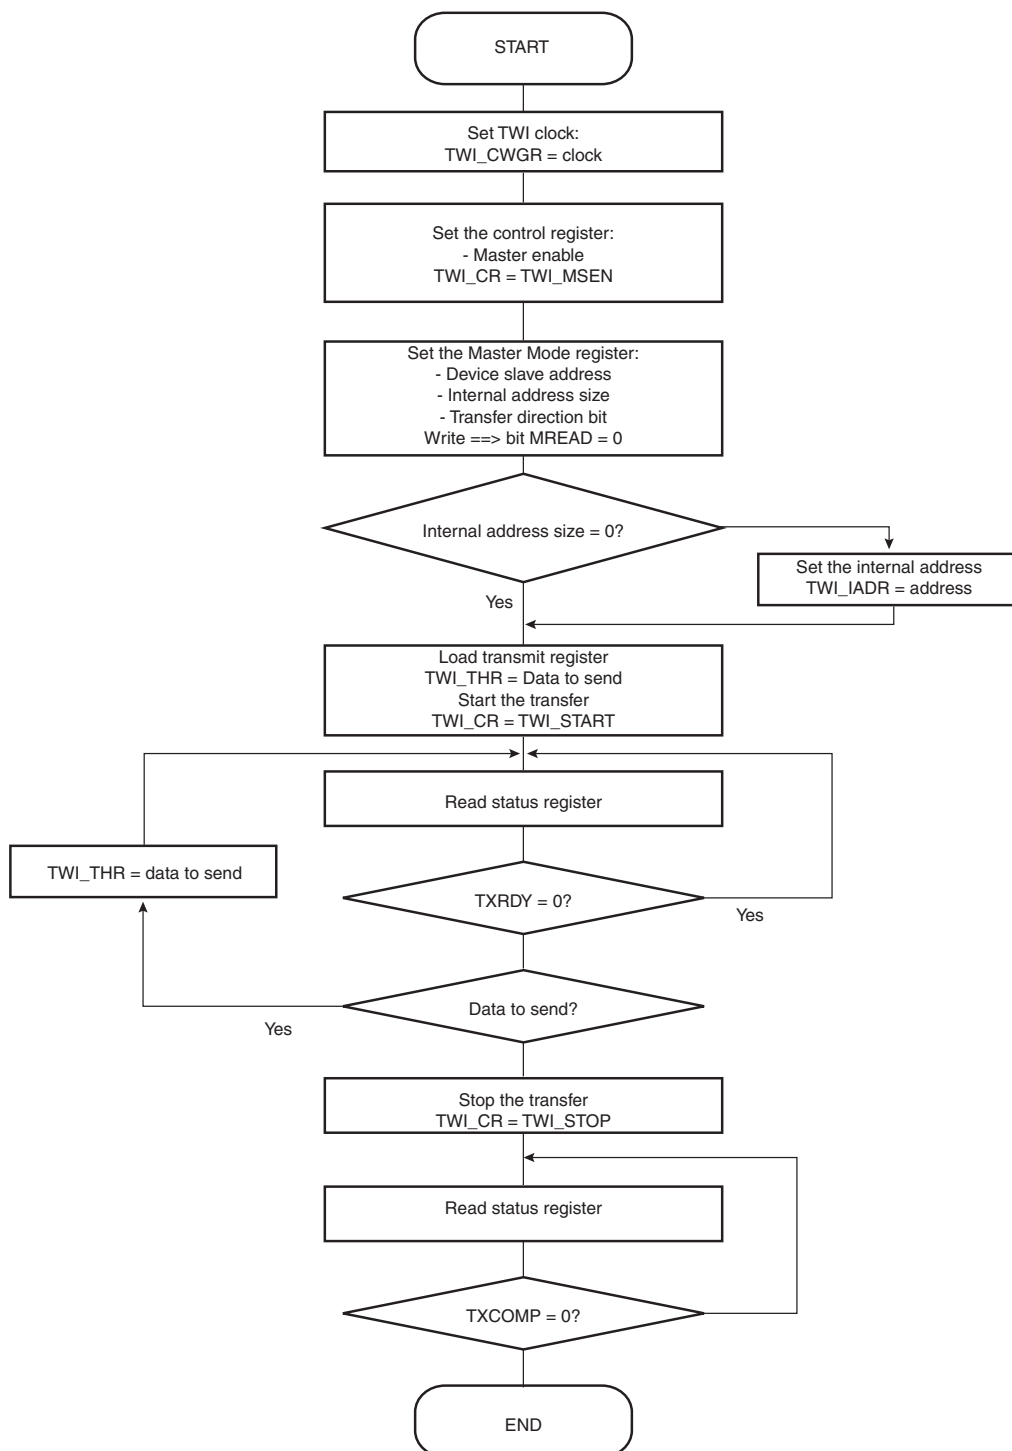 START
Set TWI clock:
TWI_CWGR = clock
Set the control register:
- Master enable
TWI_CR = TWI_MSEN
Set the Master Mode register:
- Device slave address
- Internal address size
- Transfer direction bit
Write ==> bit MREAD = 0
Internal address size = 0?
Set the internal address
TWI_IADR = address
Yes
Load transmit register
TWI_THR = Data to send
Start the transfer
TWI_CR = TWI_START
Read status register
TWI_THR = data to send
TXRDY = 0?
Yes
Data to send?
Yes
Stop the transfer
TWI_CR = TWI_STOP
Read status register
TXCOMP = 0?
END